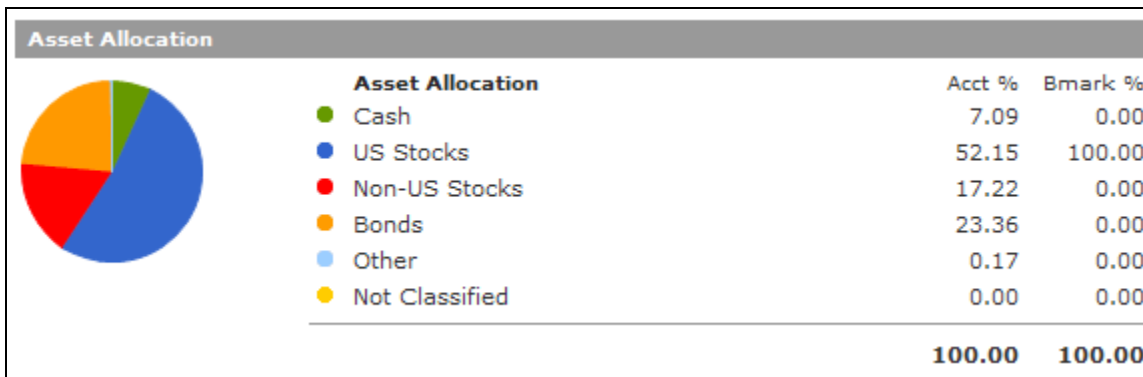 Asset Allocation
Asset Allocation Acct % Bmark %
Cash 7.09 0.00
US Stocks 52.15 100.00
Non-US Stocks 17.22 0.00
Bonds 23.36 0.00
Other 0.17 0.00
Not Classified 0.00 0.00
100.00 100.00